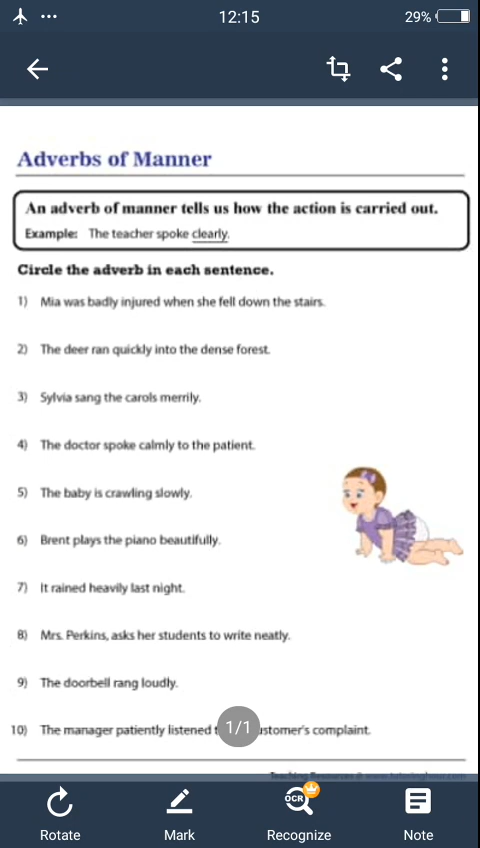 12:15
29%
Adverbs of Manner
An adverb of manner tells us how the action is carried out.
Example: The teacher spoke clearly.
Circle the adverb in each sentence.
1) Mia was badly injured when she fell down the stairs.
2) The deer ran quickly into the dense forest.
3) Sylvia sang the carols merrily.
4) The doctor spoke calmly to the patient.
5) The baby is crawling slowly.
6) Brent plays the piano beautifully.
7) It rained heavily last night.
8) Mrs. Perkins, asks her students to write neatly.
9) The doorbell rang loudly.
10) The manager patiently listened complaint.
1/1
OCR
Rotate
Mark
Recognize
Note